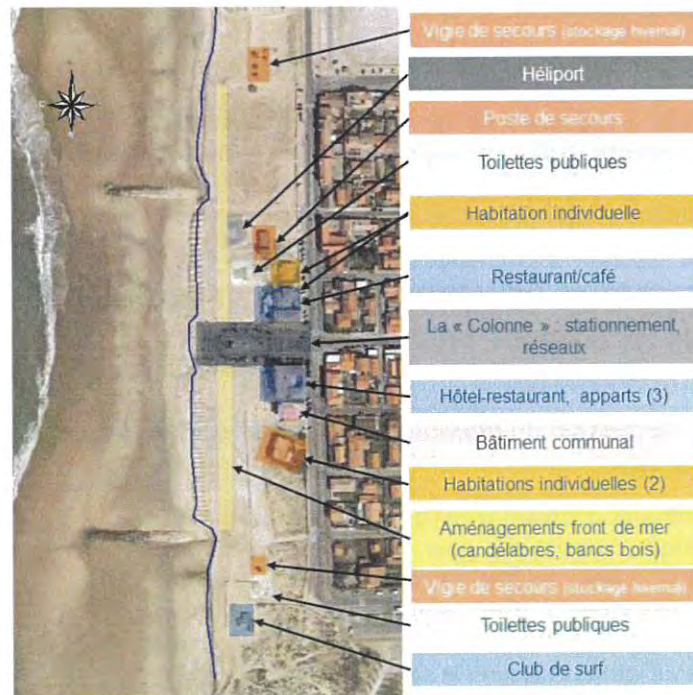 Vigie de secours (stockage hivernal)
Héliport
Poste de secours
Toilettes publiques
Habitation individuelle
Restaurant/café
La « Colonne » : stationnement,
réseaux
Hôtel-restaurant, apparts (3)
Bâtiment communal
Habitations individuelles (2)
Aménagements front de mer
(candélabres, bancs bois)
Vigie de secours (stockage hivernal)
Toilettes publiques
Club de surf